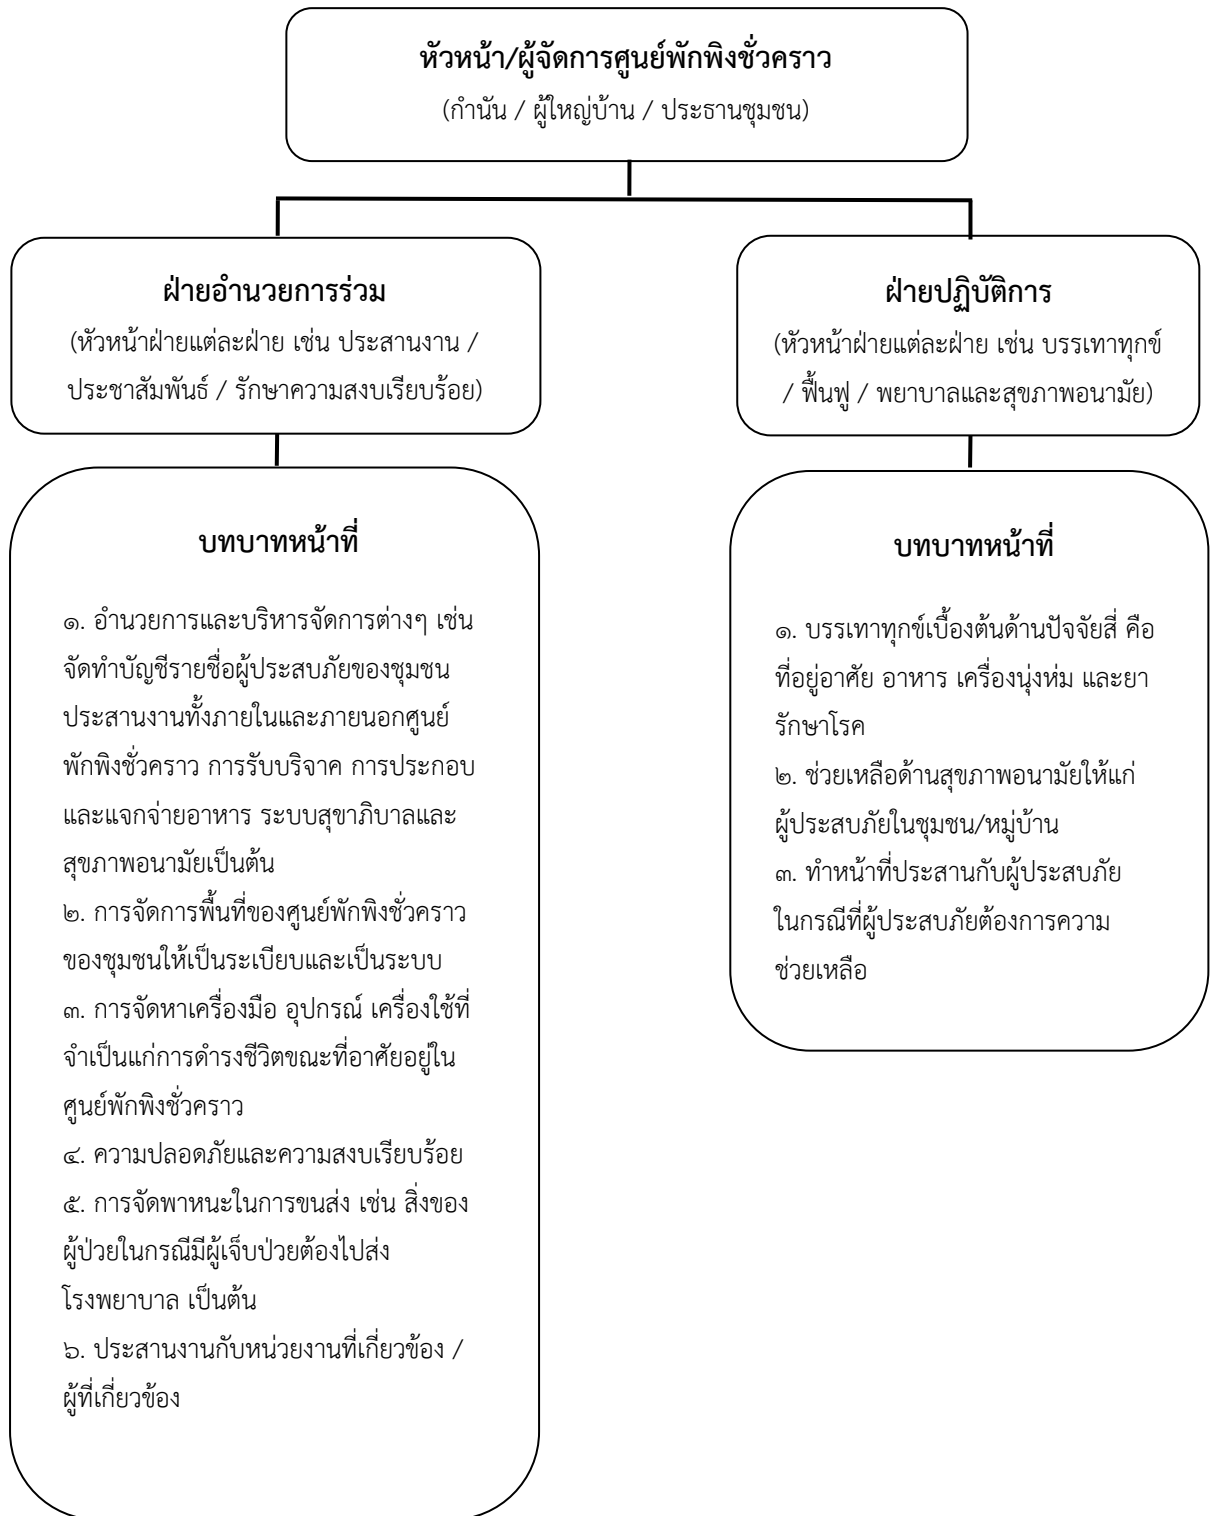 หัวหน้า/ผู้จัดการศูนย์พักพิงชั่วคราว
(กำนัน / ผู้ใหญ่บ้าน / ประธานชุมชน)
ฝ่ายอำนวยการร่วม
(หัวหน้าฝ่ายแต่ละฝ่าย เช่น ประสานงาน /
ประชาสัมพันธ์ / รักษาความสงบเรียบร้อย)
ฝ่ายปฏิบัติการ
(หัวหน้าฝ่ายแต่ละฝ่าย เช่น บรรเทาทุกข์
/ ฟื้นฟู / พยาบาลและสุขภาพอนามัย)
บทบาทหน้าที่
๑. อำนวยการและบริหารจัดการต่างๆ เช่น
จัดทำบัญชีรายชื่อผู้ประสบภัยของชุมชน
ประสานงานทั้งภายในและภายนอกศูนย์
พักพิงชั่วคราว การรับบริจาค การประกอบ
และแจกจ่ายอาหาร ระบบสุขาภิบาลและ
สุขภาพอนามัยเป็นต้น
๒. การจัดการพื้นที่ของศูนย์พักพิงชั่วคราว
ของชุมชนให้เป็นระเบียบและเป็นระบบ
๓. การจัดหาเครื่องมือ อุปกรณ์ เครื่องใช้ที่
จำเป็นแก่การดำรงชีวิตขณะที่อาศัยอยู่ใน
ศูนย์พักพิงชั่วคราว
๔. ความปลอดภัยและความสงบเรียบร้อย
๕. การจัดพาหนะในการขนส่ง เช่น สิ่งของ
ผู้ป่วยในกรณีมีผู้เจ็บป่วยต้องไปส่ง
โรงพยาบาล เป็นต้น
๖. ประสานงานกับหน่วยงานที่เกี่ยวข้อง /
ผู้ที่เกี่ยวข้อง
บทบาทหน้าที่
๑. บรรเทาทุกข์เบื้องต้นด้านปัจจัยสี่ คือ
ที่อยู่อาศัย อาหาร เครื่องนุ่งห่ม และยา
รักษาโรค
๒. ช่วยเหลือด้านสุขภาพอนามัยให้แก่
ผู้ประสบภัยในชุมชน/หมู่บ้าน
๓. ทำหน้าที่ประสานกับผู้ประสบภัย
ในกรณีที่ผู้ประสบภัยต้องการความ
ช่วยเหลือ